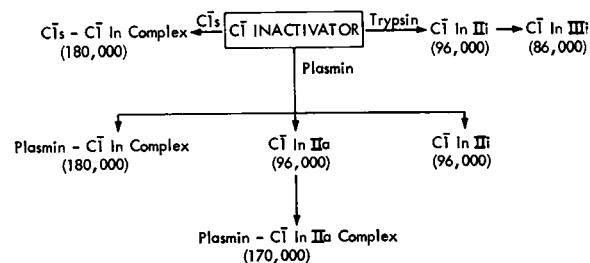 C1̅s
Trypsin
C1̅s - C1̅ In Complex
(180,000)
C1̅ INACTIVATOR
C1̅ In IIi
(96,000)
C1̅ In IIIi
(86,000)
Plasmin
Plasmin - C1̅ In Complex
(180,000)
C1̅ In IIa
(96,000)
C1̅ In IIi
(96,000)
Plasmin - C1̅ In IIa Complex
(170,000)